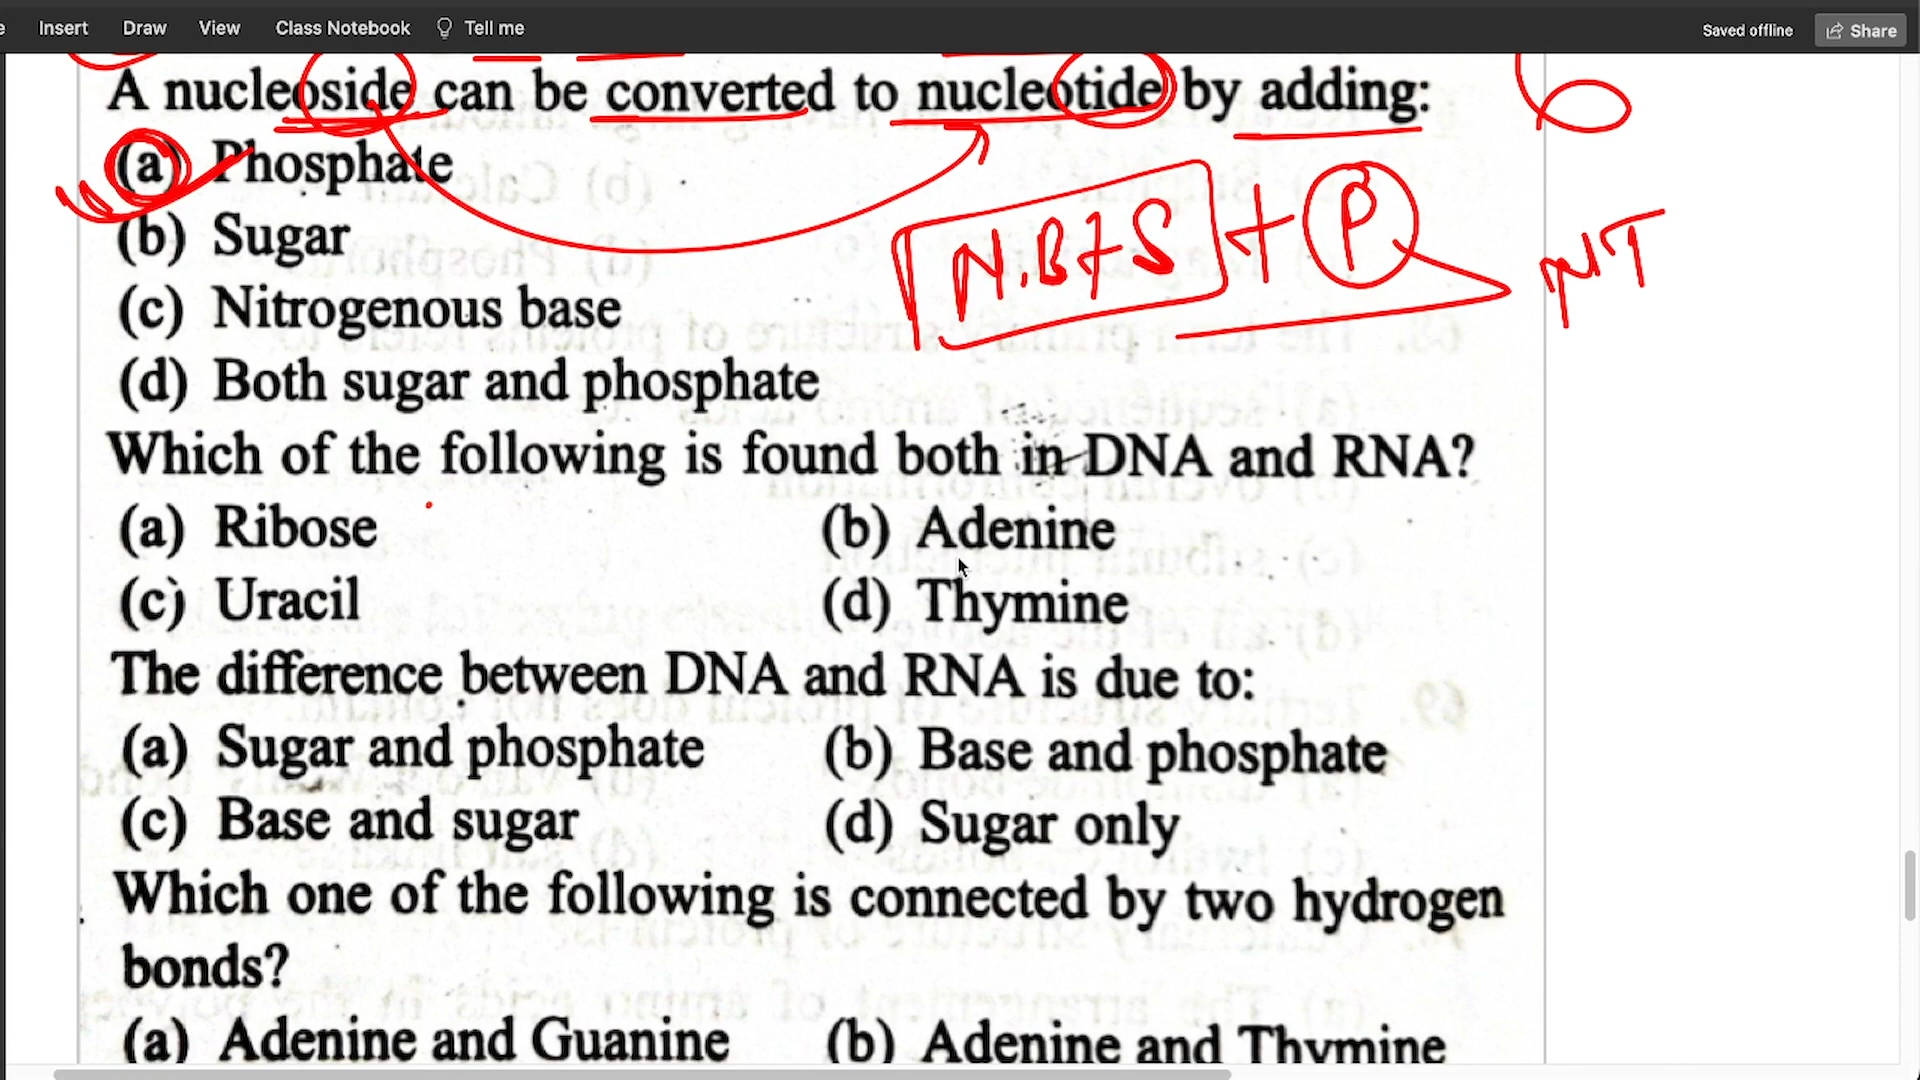 Insert Draw View Class Notebook Tell me Saved offline Share
A nucleoside can be converted to nucleotide by adding:
(a) Phosphate
(b) Sugar
N.B+S + P NT
(c) Nitrogenous base
(d) Both sugar and phosphate
Which of the following is found both in DNA and RNA?
(a) Ribose (b) Adenine
(c) Uracil (d) Thymine
The difference between DNA and RNA is due to:
(a) Sugar and phosphate (b) Base and phosphate
(c) Base and sugar (d) Sugar only
Which one of the following is connected by two hydrogen
bonds?
(a) Adenine and Guanine (b) Adenine and Thymine